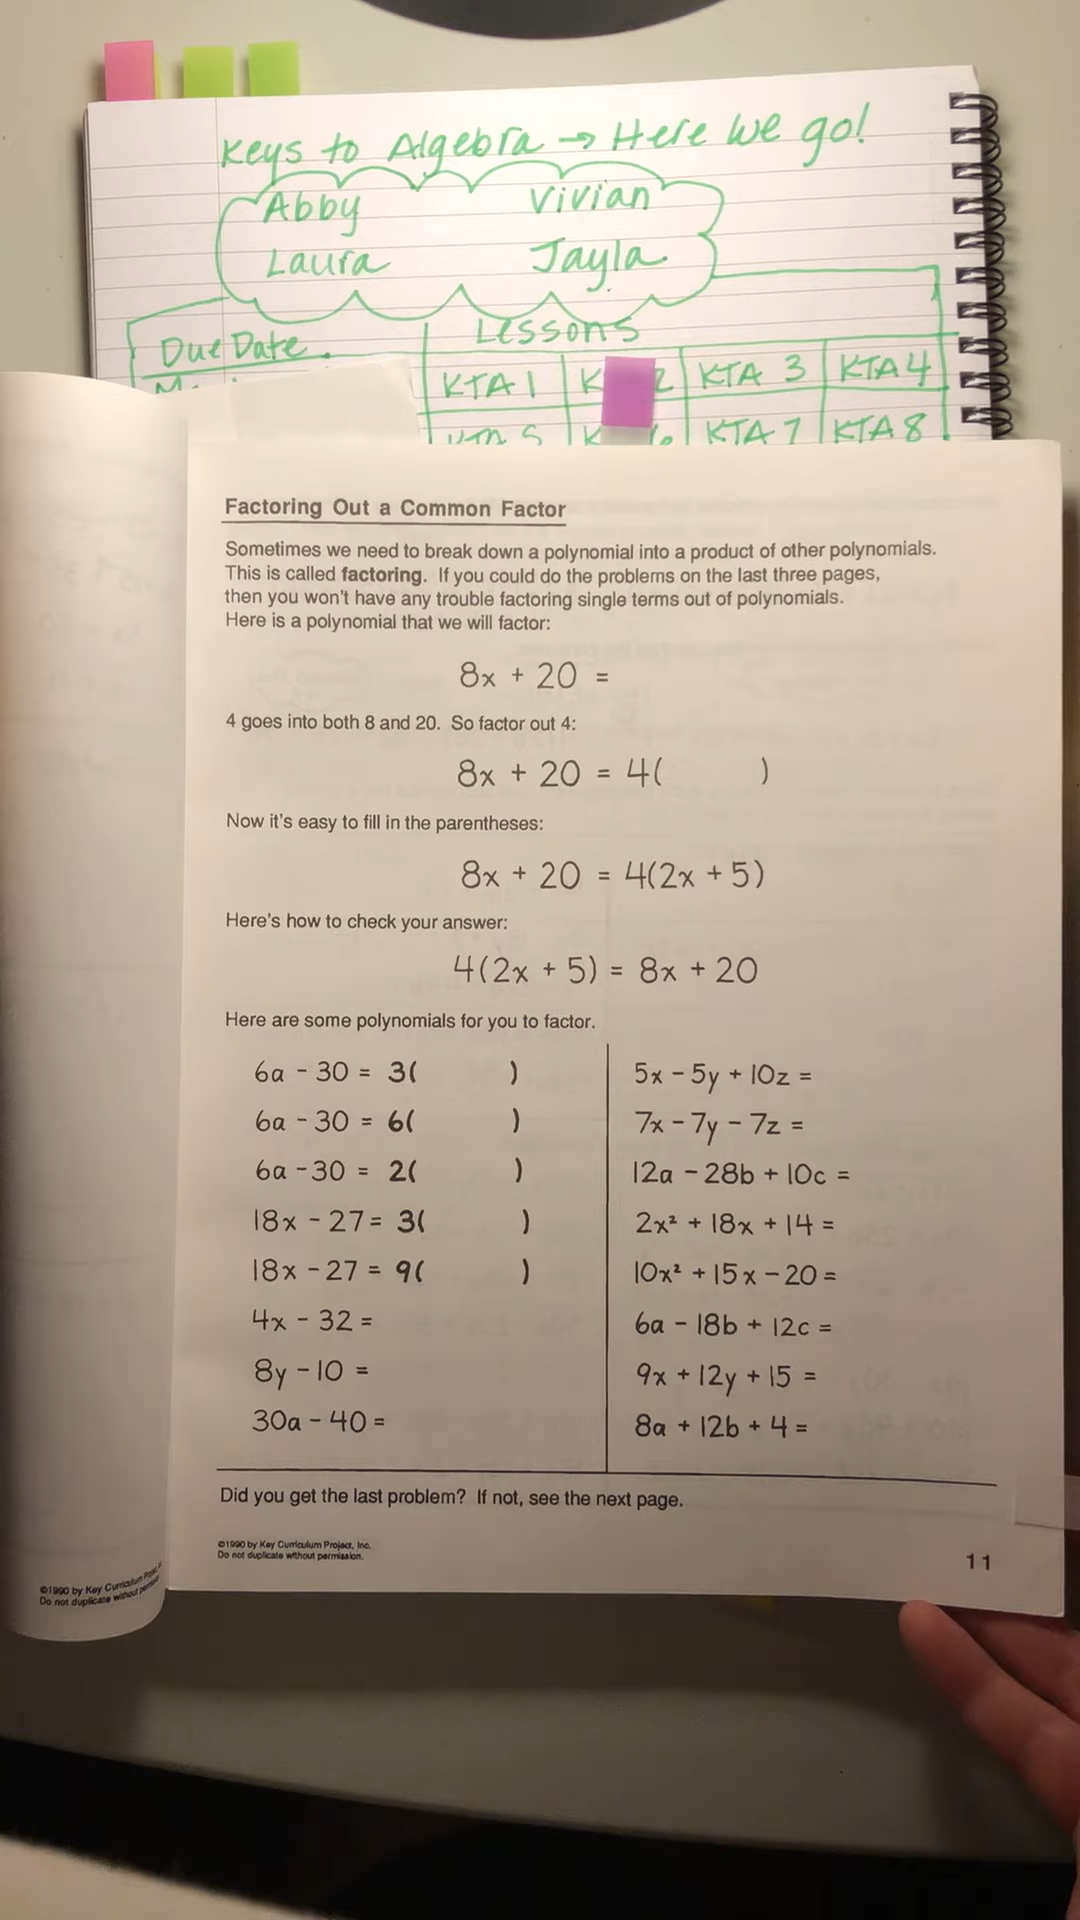 Keys to Algebra → Here we go!
Abby Vivian
Laura Jayla
Due Date Lessons
KTA 1 2 KTA 3 KTA 4
5 KTA 7 KTA 8
Factoring Out a Common Factor
Sometimes we need to break down a polynomial into a product of other polynomials.
This is called factoring. If you could do the problems on the last three pages,
then you won't have any trouble factoring single terms out of polynomials.
Here is a polynomial that we will factor:
8x + 20 =
4 goes into both 8 and 20. So factor out 4:
8x + 20 = 4( )
Now it's easy to fill in the parentheses:
8x + 20 = 4(2x + 5)
Here's how to check your answer:
4(2x + 5) = 8x + 20
Here are some polynomials for you to factor.
6a - 30 = 3( )
6a - 30 = 6( )
6a - 30 = 2( )
18x - 27 = 3( )
18x - 27 = 9( )
4x - 32 =
8y - 10 =
30a - 40 =
5x - 5y + 10z =
7x - 7y - 7z =
12a - 28b + 10c =
2x² + 18x + 14 =
10x² + 15x - 20 =
6a - 18b + 12c =
9x + 12y + 15 =
8a + 12b + 4 =
Did you get the last problem? If not, see the next page.
©1990 by Key Curriculum Project, Inc.
Do not duplicate without permission.
11
©1990 by Key Curriculum
Do not duplicate without